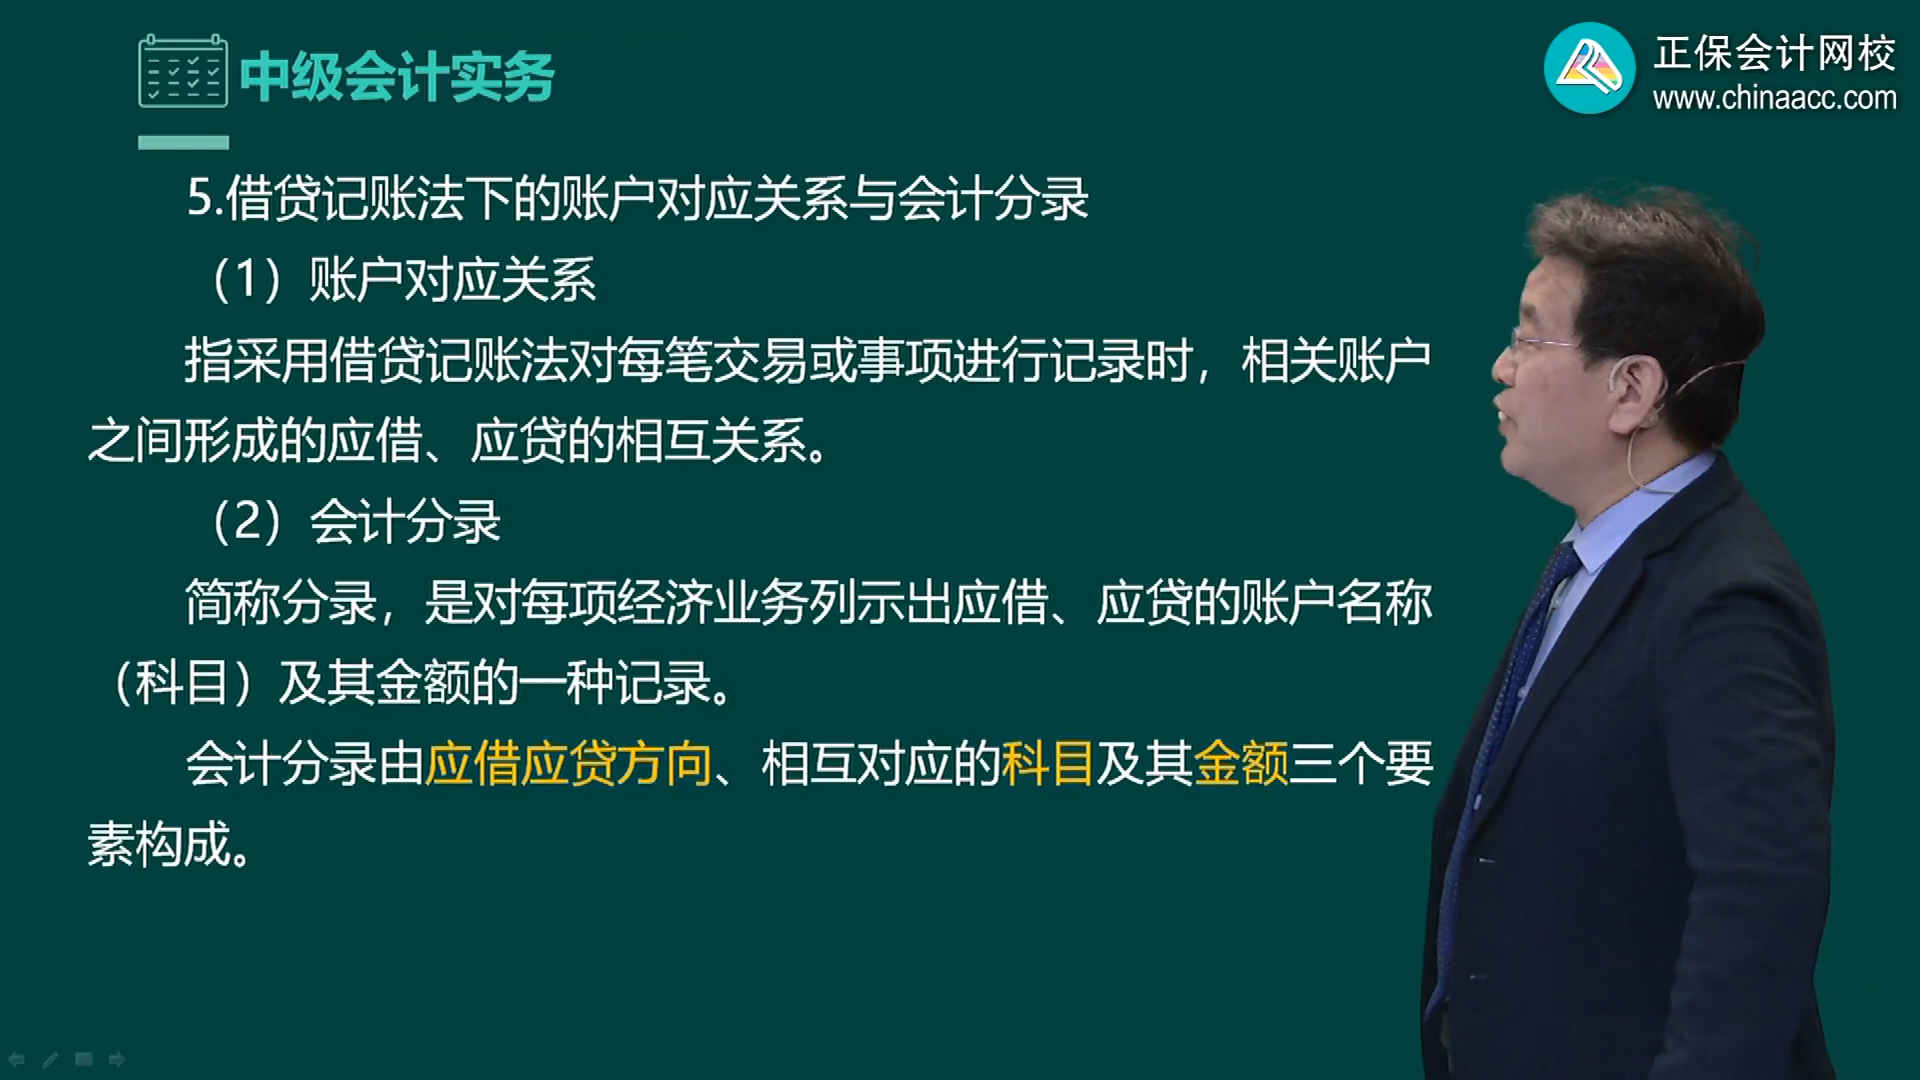 中级会计实务
正保会计网校
www.chinaacc.com
5.借贷记账法下的账户对应关系与会计分录
（1）账户对应关系
指采用借贷记账法对每笔交易或事项进行记录时，相关账户
之间形成的应借、应贷的相互关系。
（2）会计分录
简称分录，是对每项经济业务列示出应借、应贷的账户名称
（科目）及其金额的一种记录。
会计分录由应借应贷方向、相互对应的科目及其金额三个要
素构成。